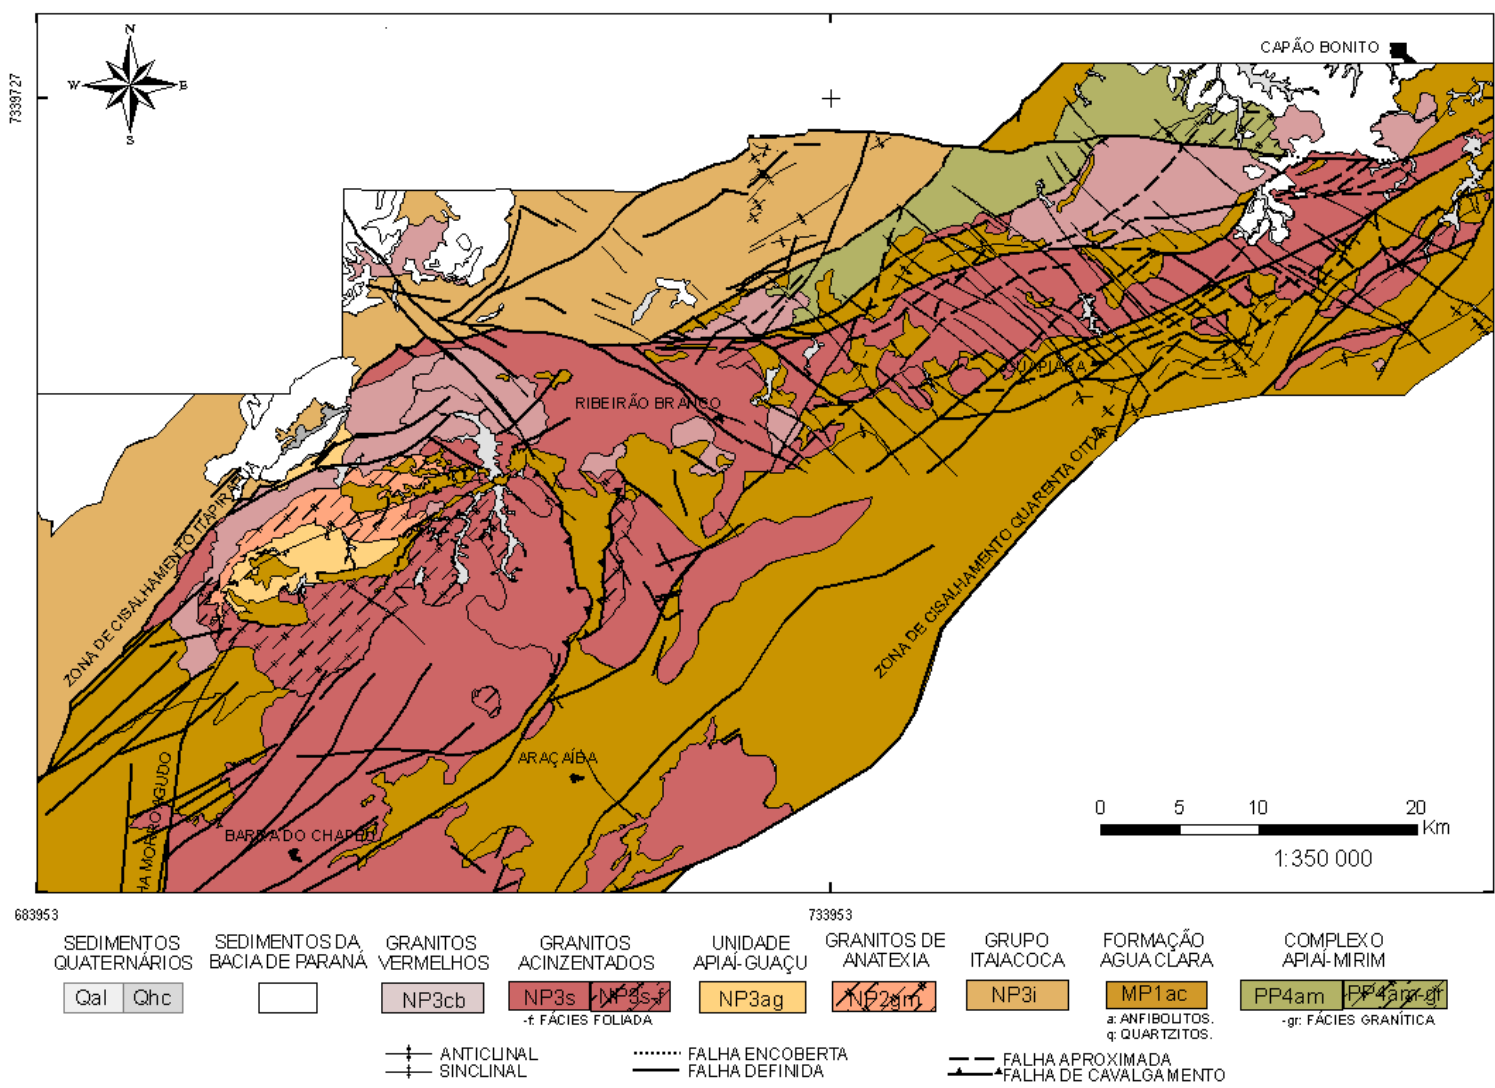 N
W
E
S
CAPÃO BONITO
7339727
GUAPIARA
RIBEIRÃO BRANCO
ZONA DE CISALHAMENTO ITAPIRAPUÃ
ZONA DE CISALHAMENTO QUARENTA OITAVA
ARAÇAÍBA
BARRA DO CHAPÉU
HA MORRO AGUDO
0 5 10 20
Km
1:350 000
683953
733953
SEDIMENTOS QUATERNÁRIOS
Qal Qhc
SEDIMENTOS DA BACIA DE PARANÁ
GRANITOS VERMELHOS
NP3cb
GRANITOS ACINZENTADOS
NP3s NP3s-f
-f: FÁCIES FOLIADA
UNIDADE APIAÍ-GUAÇU
NP3ag
GRANITOS DE ANATEXIA
NP2gm
GRUPO ITAIACOCA
NP3i
FORMAÇÃO AGUA CLARA
MP1ac
a: ANFIBOLITOS.
q: QUARTZITOS.
COMPLEXO APIAÍ-MIRIM
PP4am PP4am-gr
-gr: FÁCIES GRANÍTICA
ANTICLINAL
SINCLINAL
FALHA ENCOBERTA
FALHA DEFINIDA
FALHA APROXIMADA
FALHA DE CAVALGAMENTO